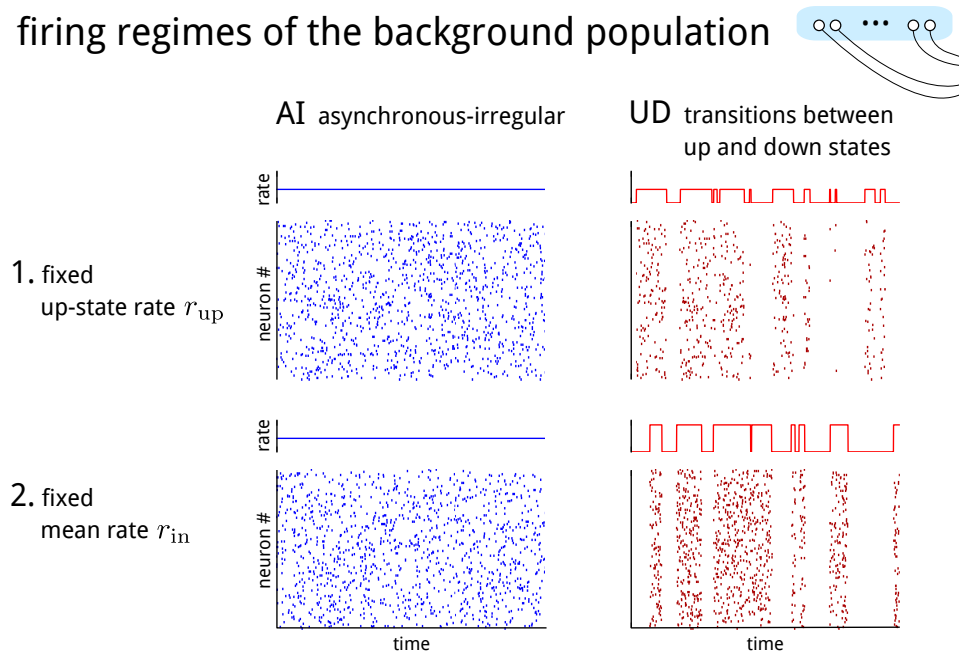 firing regimes of the background population
AI asynchronous-irregular
UD transitions between
up and down states
rate
neuron #
1. fixed
up-state rate r_up
rate
neuron #
2. fixed
mean rate r_in
time
time